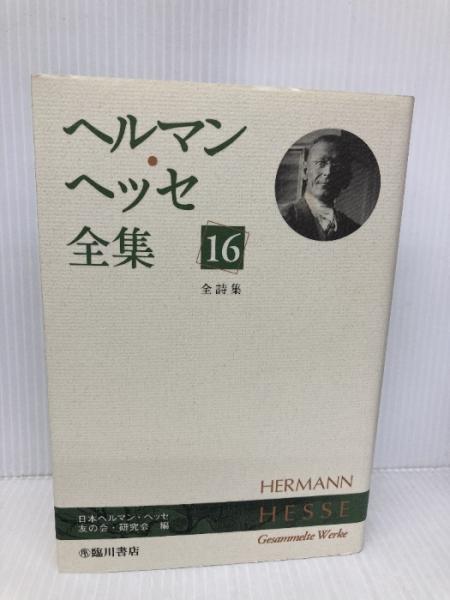 ヘルマン・
ヘッセ
全集 16
全詩集
HERMANN
HESSE
Gesammelte Werke
日本ヘルマン・ヘッセ
友の会・研究会 編
臨川書店